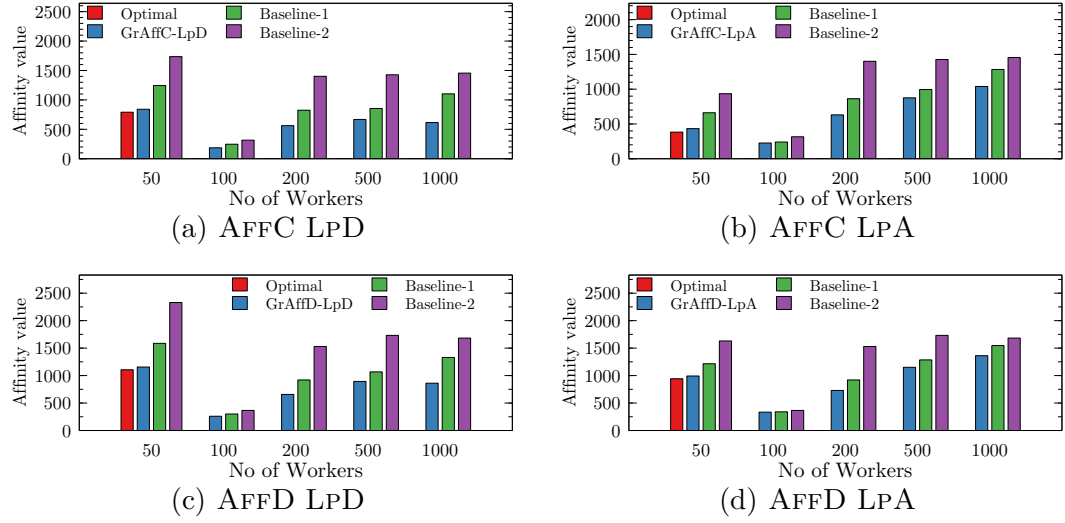 Optimal
GrAffC-LpD
Baseline-1
Baseline-2
Affinity value
2500
2000
1500
1000
500
0
50 100 200 500 1000
No of Workers
(a) AFFC LPD
Optimal
GrAffC-LpA
Baseline-1
Baseline-2
Affinity value
2000
1500
1000
500
0
50 100 200 500 1000
No of Workers
(b) AFFC LPA
Optimal
GrAffD-LpD
Baseline-1
Baseline-2
Affinity value
2500
2000
1500
1000
500
0
50 100 200 500 1000
No of Workers
(c) AFFD LPD
Optimal
GrAffD-LpA
Baseline-1
Baseline-2
Affinity value
2500
2000
1500
1000
500
0
50 100 200 500 1000
No of Workers
(d) AFFD LPA